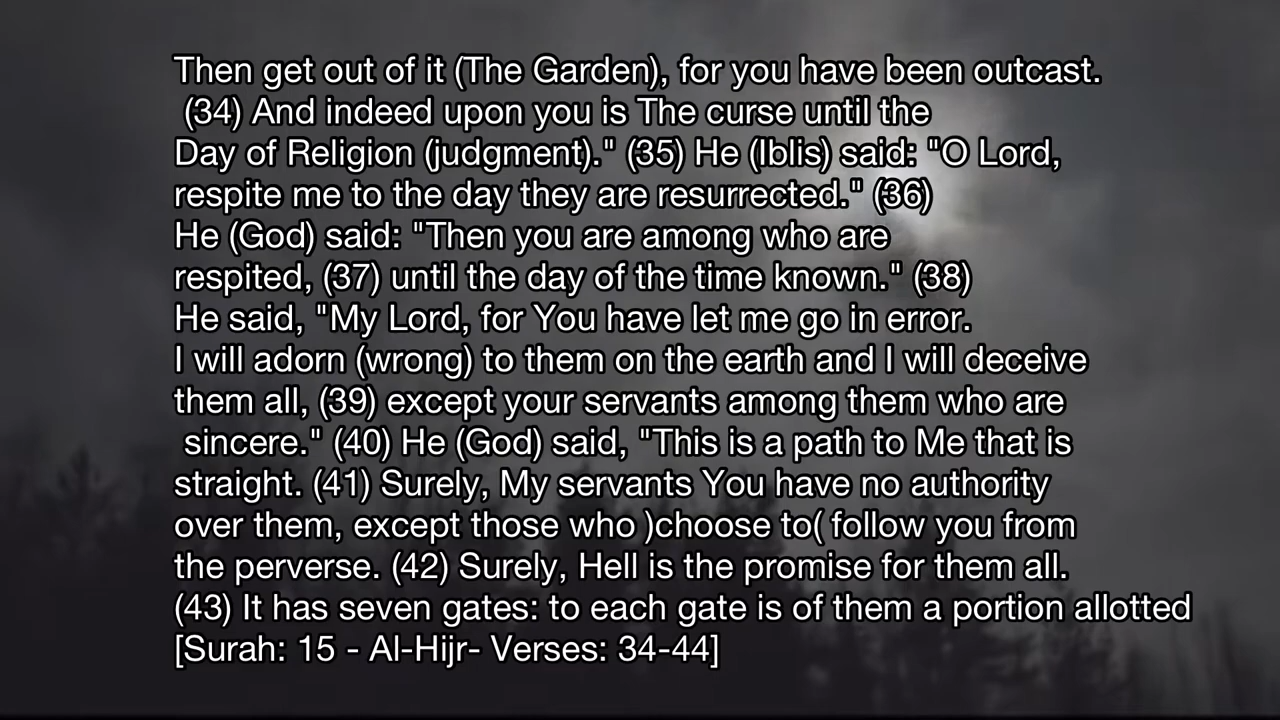 Then get out of it (The Garden), for you have been outcast.
(34) And indeed upon you is The curse until the
Day of Religion (judgment)." (35) He (Iblis) said: "O Lord,
respite me to the day they are resurrected." (36)
He (God) said: "Then you are among who are
respited, (37) until the day of the time known." (38)
He said, "My Lord, for You have let me go in error.
I will adorn (wrong) to them on the earth and I will deceive
them all, (39) except your servants among them who are
sincere." (40) He (God) said, "This is a path to Me that is
straight. (41) Surely, My servants You have no authority
over them, except those who )choose to( follow you from
the perverse. (42) Surely, Hell is the promise for them all.
(43) It has seven gates: to each gate is of them a portion allotted
[Surah: 15 - Al-Hijr- Verses: 34-44]